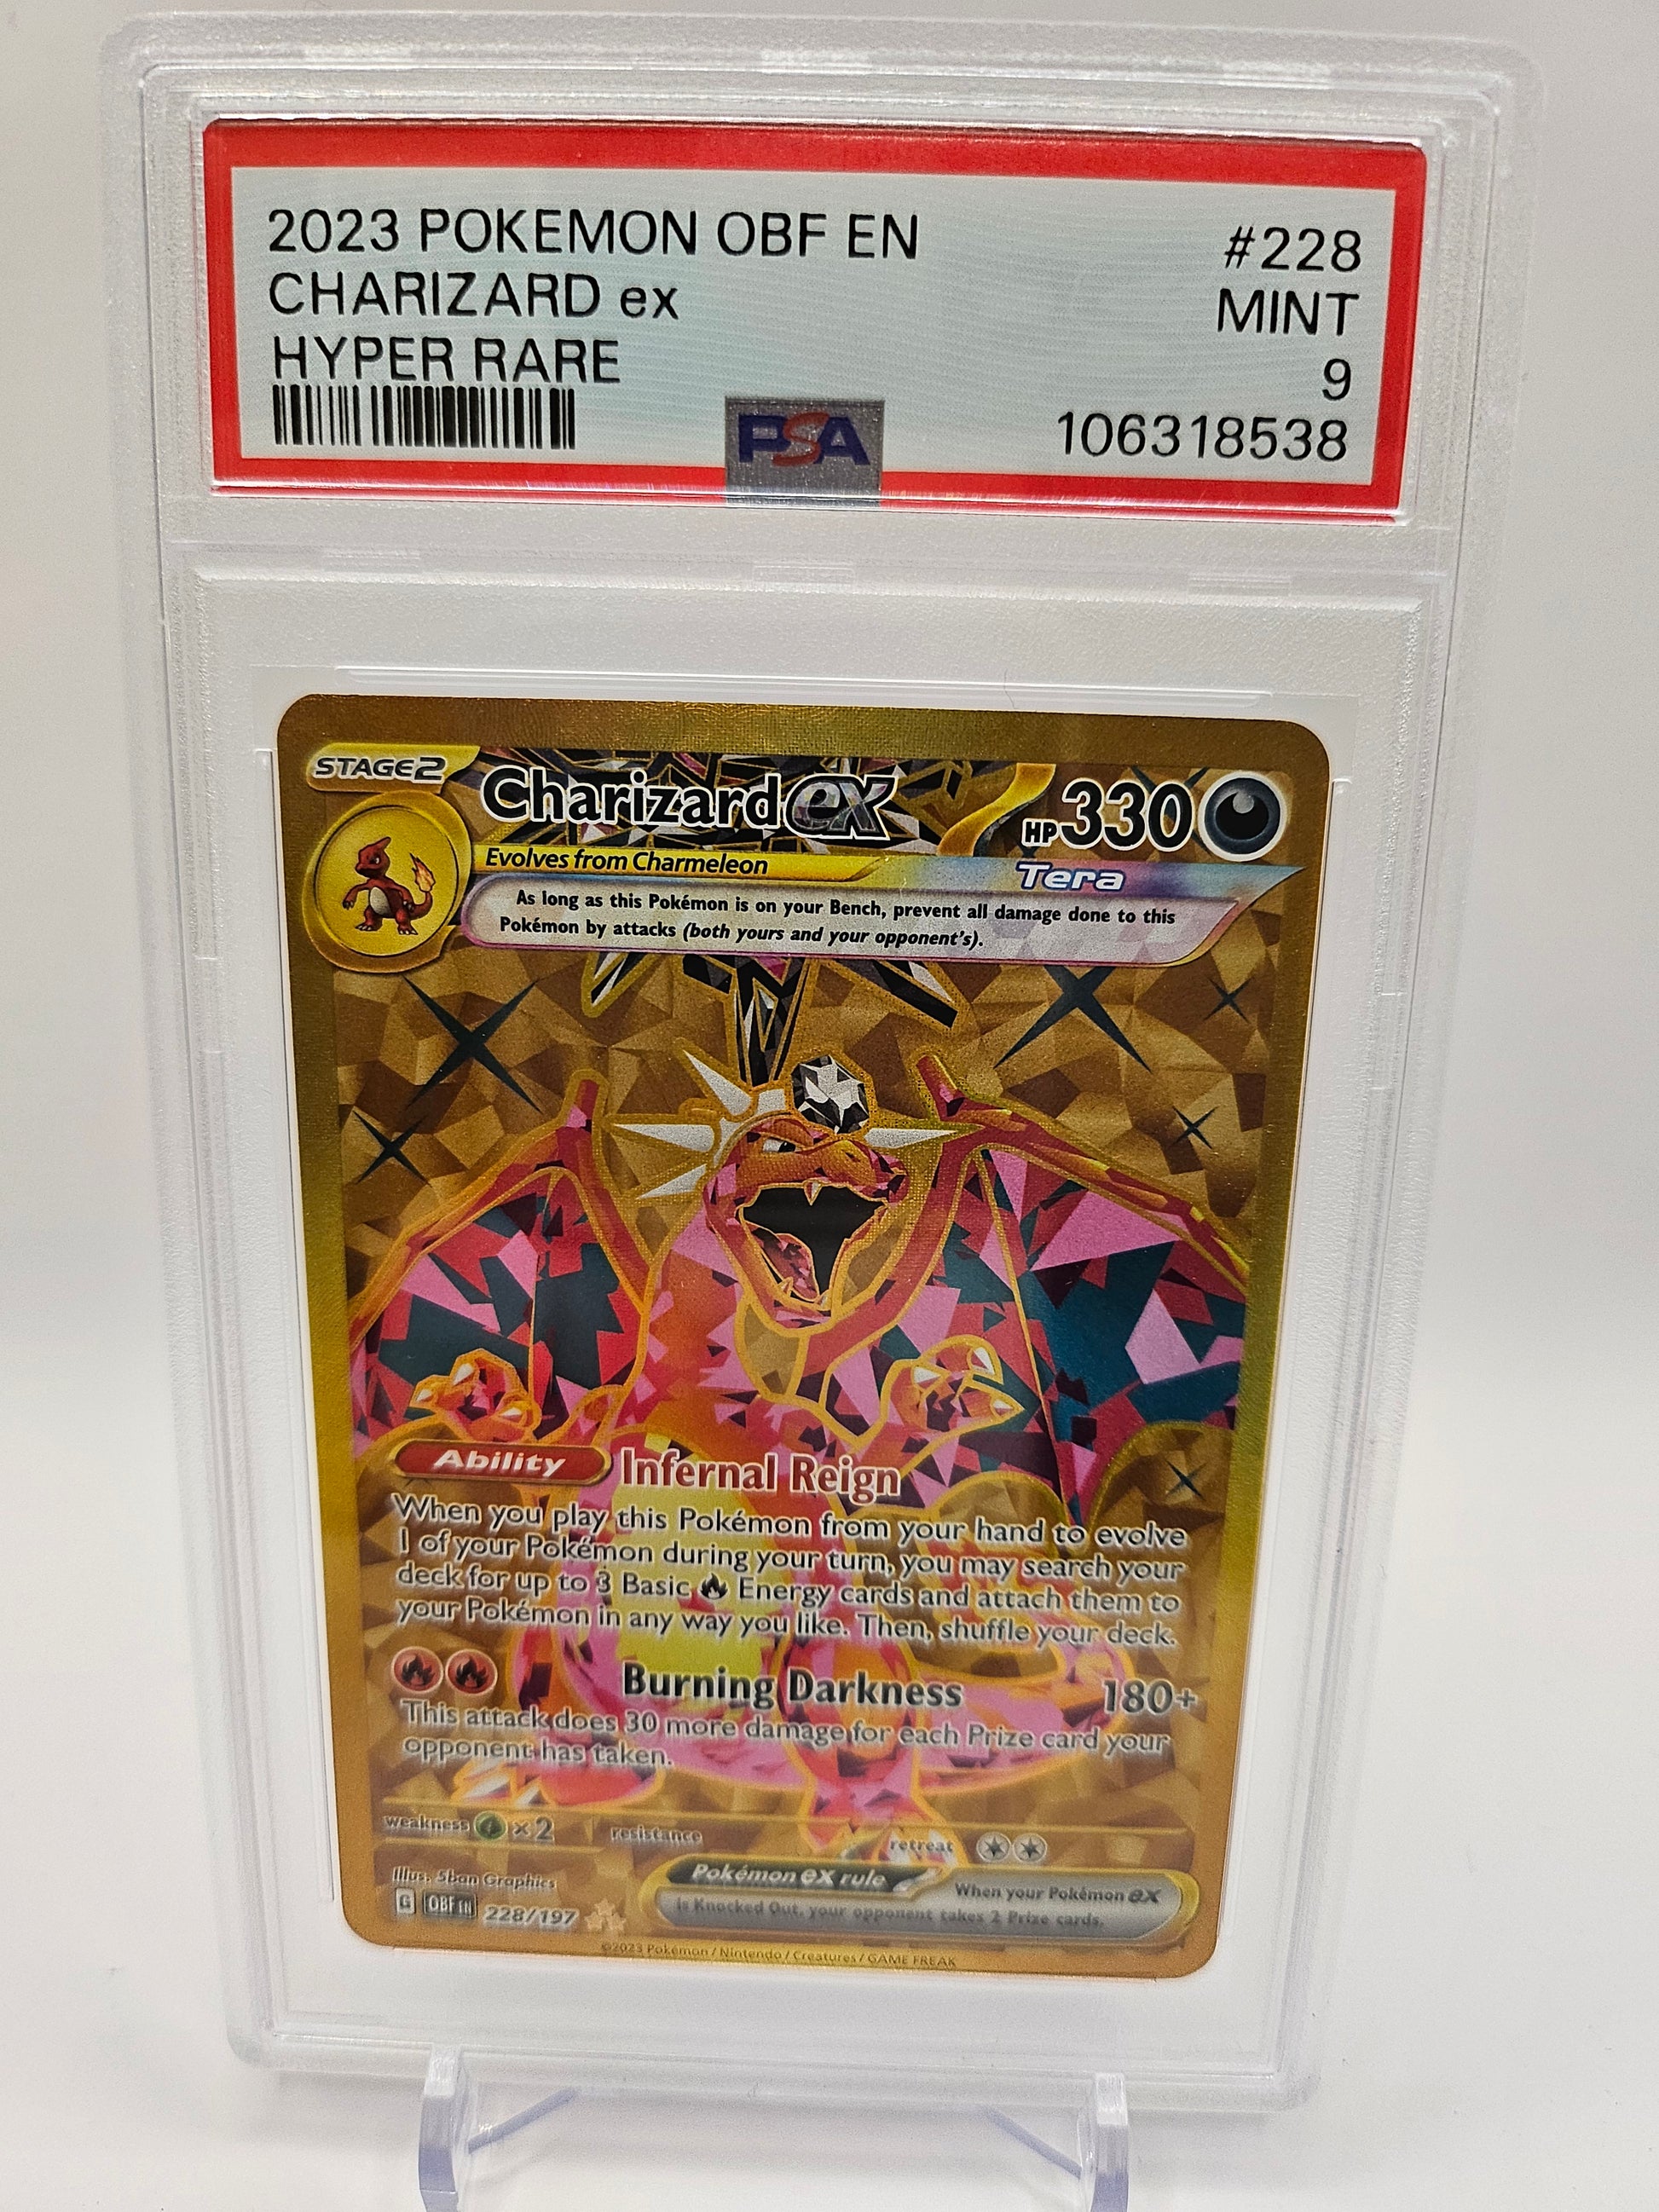 2023 POKEMON OBF EN #228
CHARIZARD ex MINT
HYPER RARE 9
PSA 106318538
STAGE2 Charizard ex HP330
Evolves from Charmeleon Tera
As long as this Pokémon is on your Bench, prevent all damage done to this
Pokémon by attacks (both yours and your opponent's).
Ability Infernal Reign
When you play this Pokémon from your hand to evolve
1 of your Pokémon during your turn, you may search your
deck for up to 3 Basic Energy cards and attach them to
your Pokémon in any way you like. Then, shuffle your deck.
Burning Darkness 180+
This attack does 30 more damage for each Prize card your
opponent has taken.
weakness ×2 resistance retreat
Illus. 5ban Graphics
Pokémon ex rule When your Pokémon ex
is Knocked Out, your opponent takes 2 Prize cards.
G OBF EN 228/197
©2023 Pokémon / Nintendo / Creatures / GAME FREAK